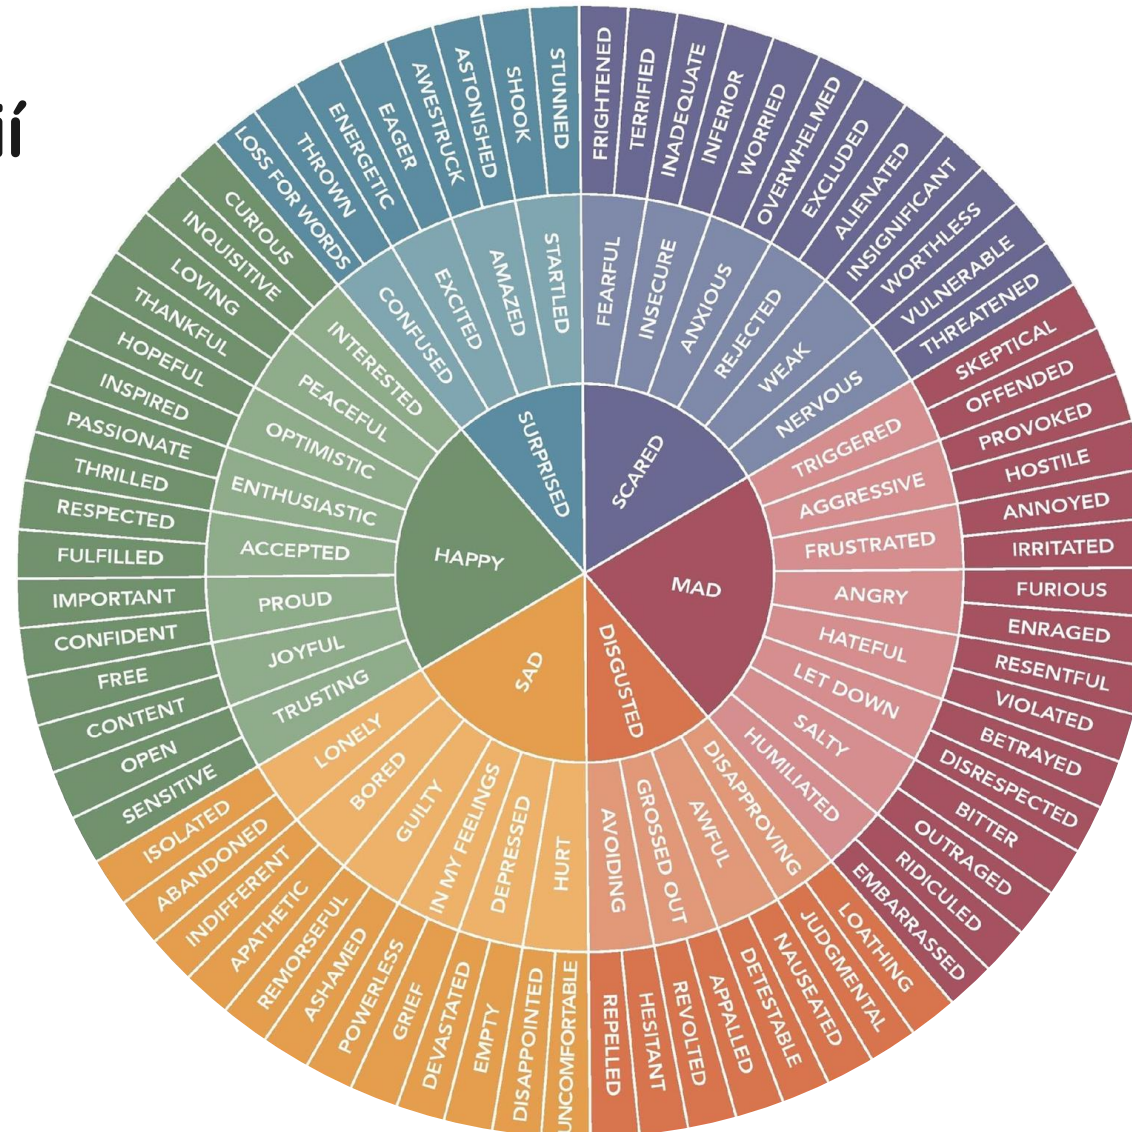 ií
SURPRISED
SCARED
MAD
DISGUSTED
SAD
HAPPY
CONFUSED
EXCITED
AMAZED
STARTLED
FEARFUL
INSECURE
ANXIOUS
REJECTED
WEAK
NERVOUS
TRIGGERED
AGGRESSIVE
FRUSTRATED
ANGRY
HATEFUL
LET DOWN
SALTY
HUMILIATED
DISAPPROVING
AWFUL
GROSSED OUT
AVOIDING
HURT
DEPRESSED
IN MY FEELINGS
GUILTY
BORED
LONELY
TRUSTING
JOYFUL
PROUD
ACCEPTED
ENTHUSIASTIC
OPTIMISTIC
PEACEFUL
INTERESTED
LOSS FOR WORDS
THROWN
ENERGETIC
EAGER
AWESTRUCK
ASTONISHED
SHOOK
STUNNED
FRIGHTENED
TERRIFIED
INADEQUATE
INFERIOR
WORRIED
OVERWHELMED
EXCLUDED
ALIENATED
INSIGNIFICANT
WORTHLESS
VULNERABLE
THREATENED
SKEPTICAL
OFFENDED
PROVOKED
HOSTILE
ANNOYED
IRRITATED
FURIOUS
ENRAGED
RESENTFUL
VIOLATED
BETRAYED
DISRESPECTED
BITTER
OUTRAGED
RIDICULED
EMBARRASSED
LOATHING
JUDGMENTAL
NAUSEATED
DETESTABLE
APPALLED
REVOLTED
HESITANT
REPELLED
UNCOMFORTABLE
DISAPPOINTED
EMPTY
DEVASTATED
GRIEF
POWERLESS
ASHAMED
REMORSEFUL
APATHETIC
INDIFFERENT
ABANDONED
ISOLATED
SENSITIVE
OPEN
CONTENT
FREE
CONFIDENT
IMPORTANT
FULFILLED
RESPECTED
THRILLED
PASSIONATE
INSPIRED
HOPEFUL
THANKFUL
LOVING
INQUISITIVE
CURIOUS